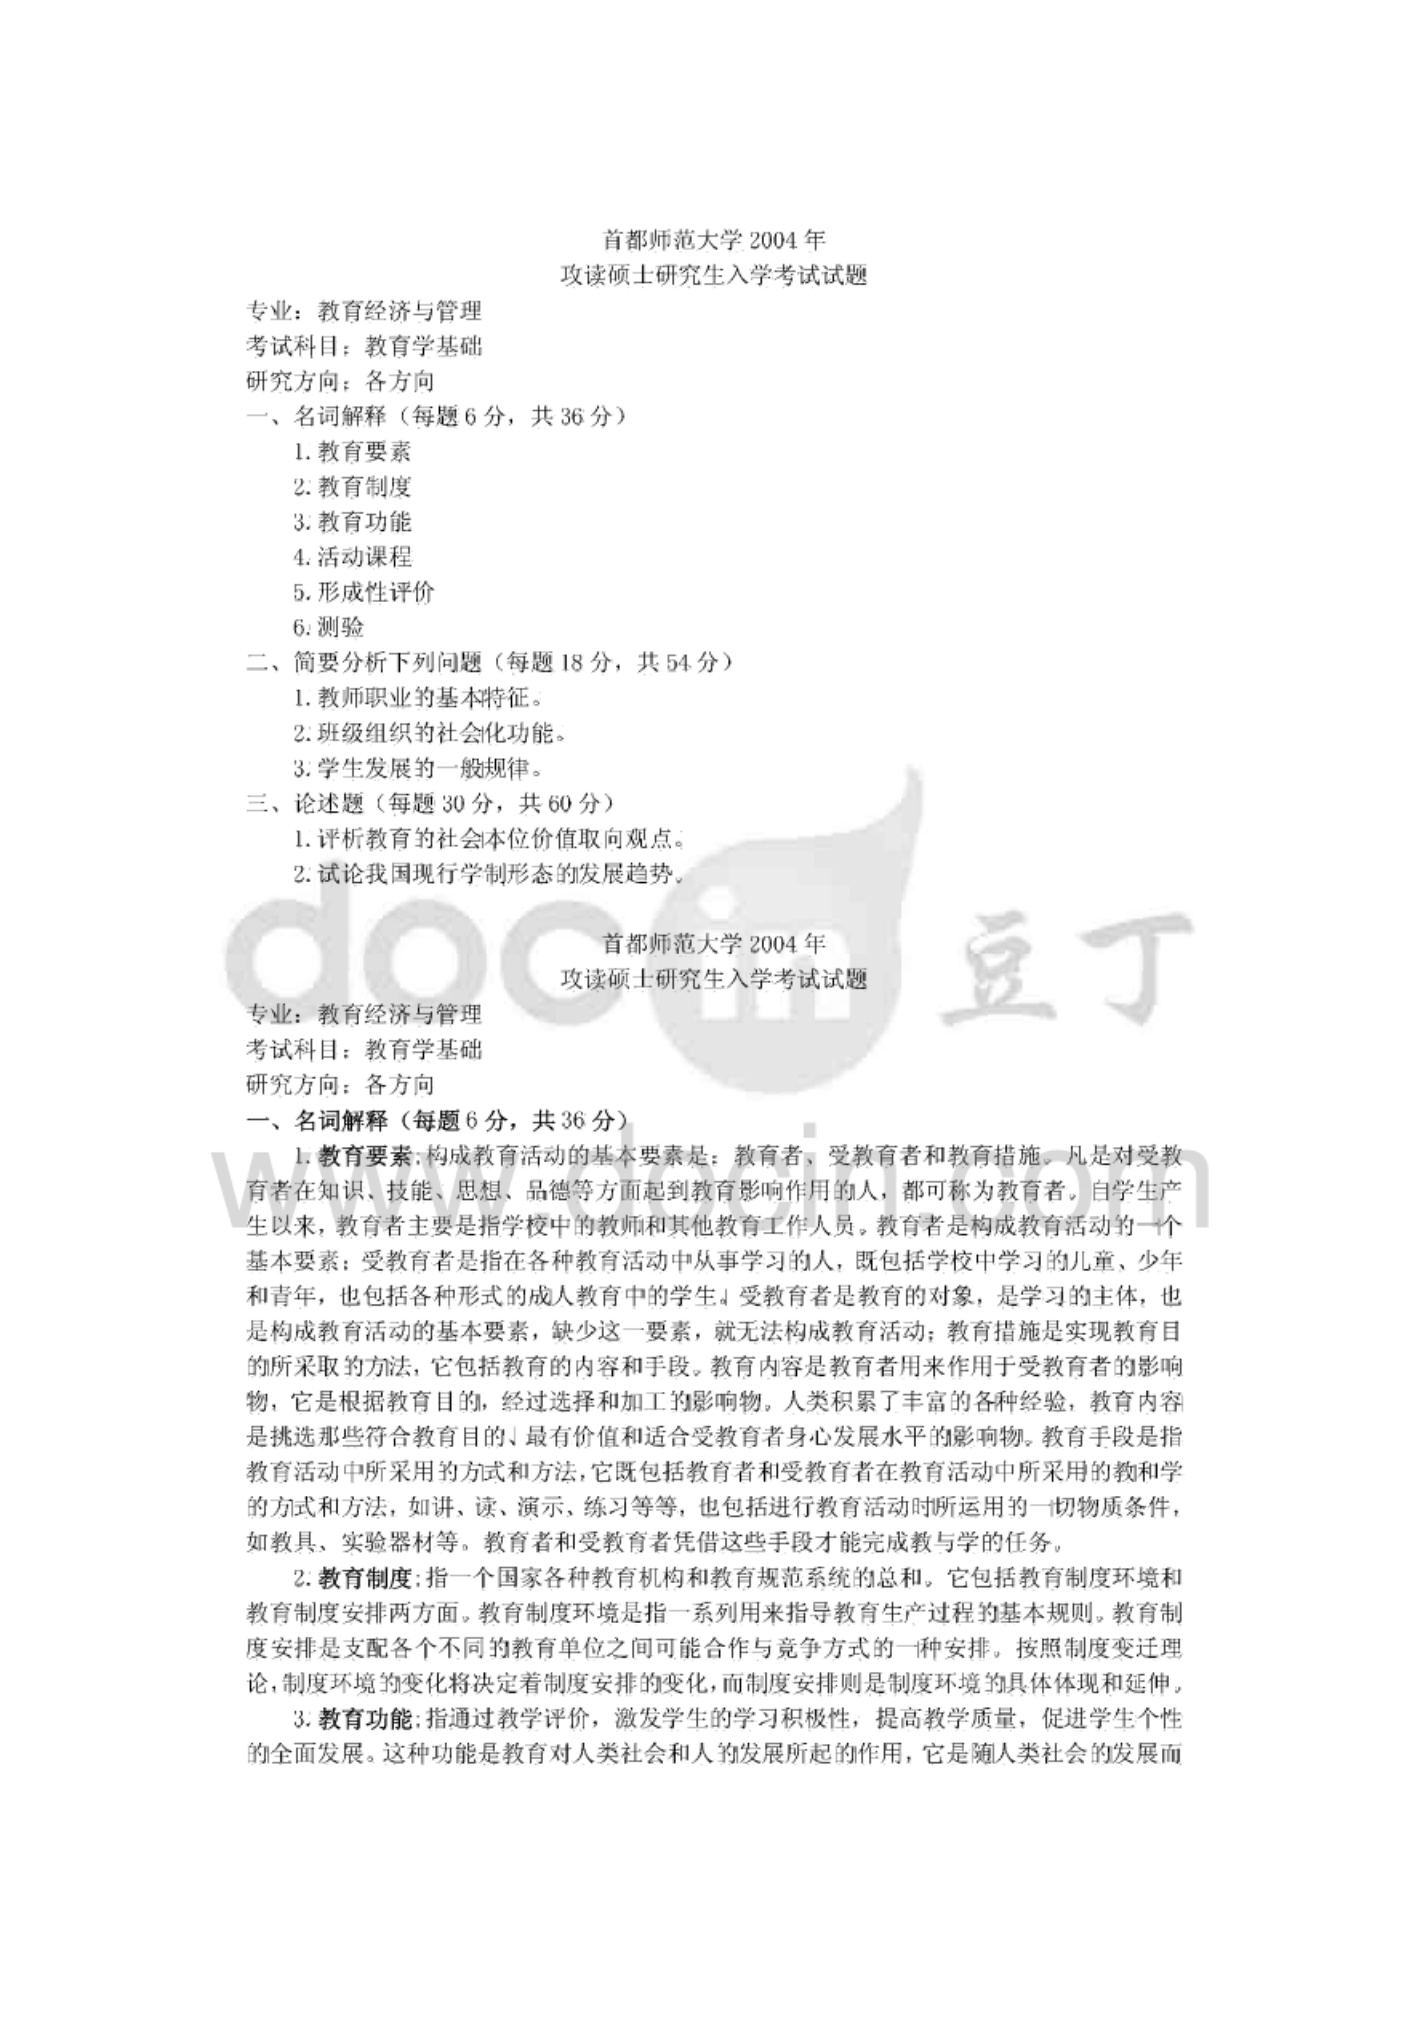 首都师范大学 2004 年
攻读硕士研究生入学考试试题
专业：教育经济与管理
考试科目：教育学基础
研究方向：各方向
一、名词解释（每题 6 分，共 36 分）
1. 教育要素
2. 教育制度
3. 教育功能
4. 活动课程
5. 形成性评价
6. 测验
二、简要分析下列问题（每题 18 分，共 54 分）
1. 教师职业的基本特征。
2. 班级组织的社会化功能。
3. 学生发展的一般规律。
三、论述题（每题 30 分，共 60 分）
1. 评析教育的社会本位价值取向观点。
2. 试论我国现行学制形态的发展趋势。
docin 豆丁
首都师范大学 2004 年
攻读硕士研究生入学考试试题
专业：教育经济与管理
考试科目：教育学基础
研究方向：各方向
一、名词解释（每题 6 分，共 36 分）
www.docin.com
1. 教育要素：构成教育活动的基本要素是：教育者、受教育者和教育措施。凡是对受教
育者在知识、技能、思想、品德等方面起到教育影响作用的人，都可称为教育者。自学生产
生以来，教育者主要是指学校中的教师和其他教育工作人员。教育者是构成教育活动的一个
基本要素；受教育者是指在各种教育活动中从事学习的人，既包括学校中学习的儿童、少年
和青年，也包括各种形式的成人教育中的学生。受教育者是教育的对象，是学习的主体，也
是构成教育活动的基本要素，缺少这一要素，就无法构成教育活动；教育措施是实现教育目
的所采取的方法，它包括教育的内容和手段。教育内容是教育者用来作用于受教育者的影响
物，它是根据教育目的，经过选择和加工的影响物。人类积累了丰富的各种经验，教育内容
是挑选那些符合教育目的、最有价值和适合受教育者身心发展水平的影响物。教育手段是指
教育活动中所采用的方式和方法，它既包括教育者和受教育者在教育活动中所采用的教和学
的方式和方法，如讲、读、演示、练习等等，也包括进行教育活动时所运用的一切物质条件，
如教具、实验器材等。教育者和受教育者凭借这些手段才能完成教与学的任务。
2. 教育制度：指一个国家各种教育机构和教育规范系统的总和。它包括教育制度环境和
教育制度安排两方面。教育制度环境是指一系列用来指导教育生产过程的基本规则。教育制
度安排是支配各个不同的教育单位之间可能合作与竞争方式的一种安排。按照制度变迁理
论，制度环境的变化将决定着制度安排的变化，而制度安排则是制度环境的具体体现和延伸。
3. 教育功能：指通过教学评价，激发学生的学习积极性，提高教学质量，促进学生个性
的全面发展。这种功能是教育对人类社会和人的发展所起的作用，它是随人类社会的发展而